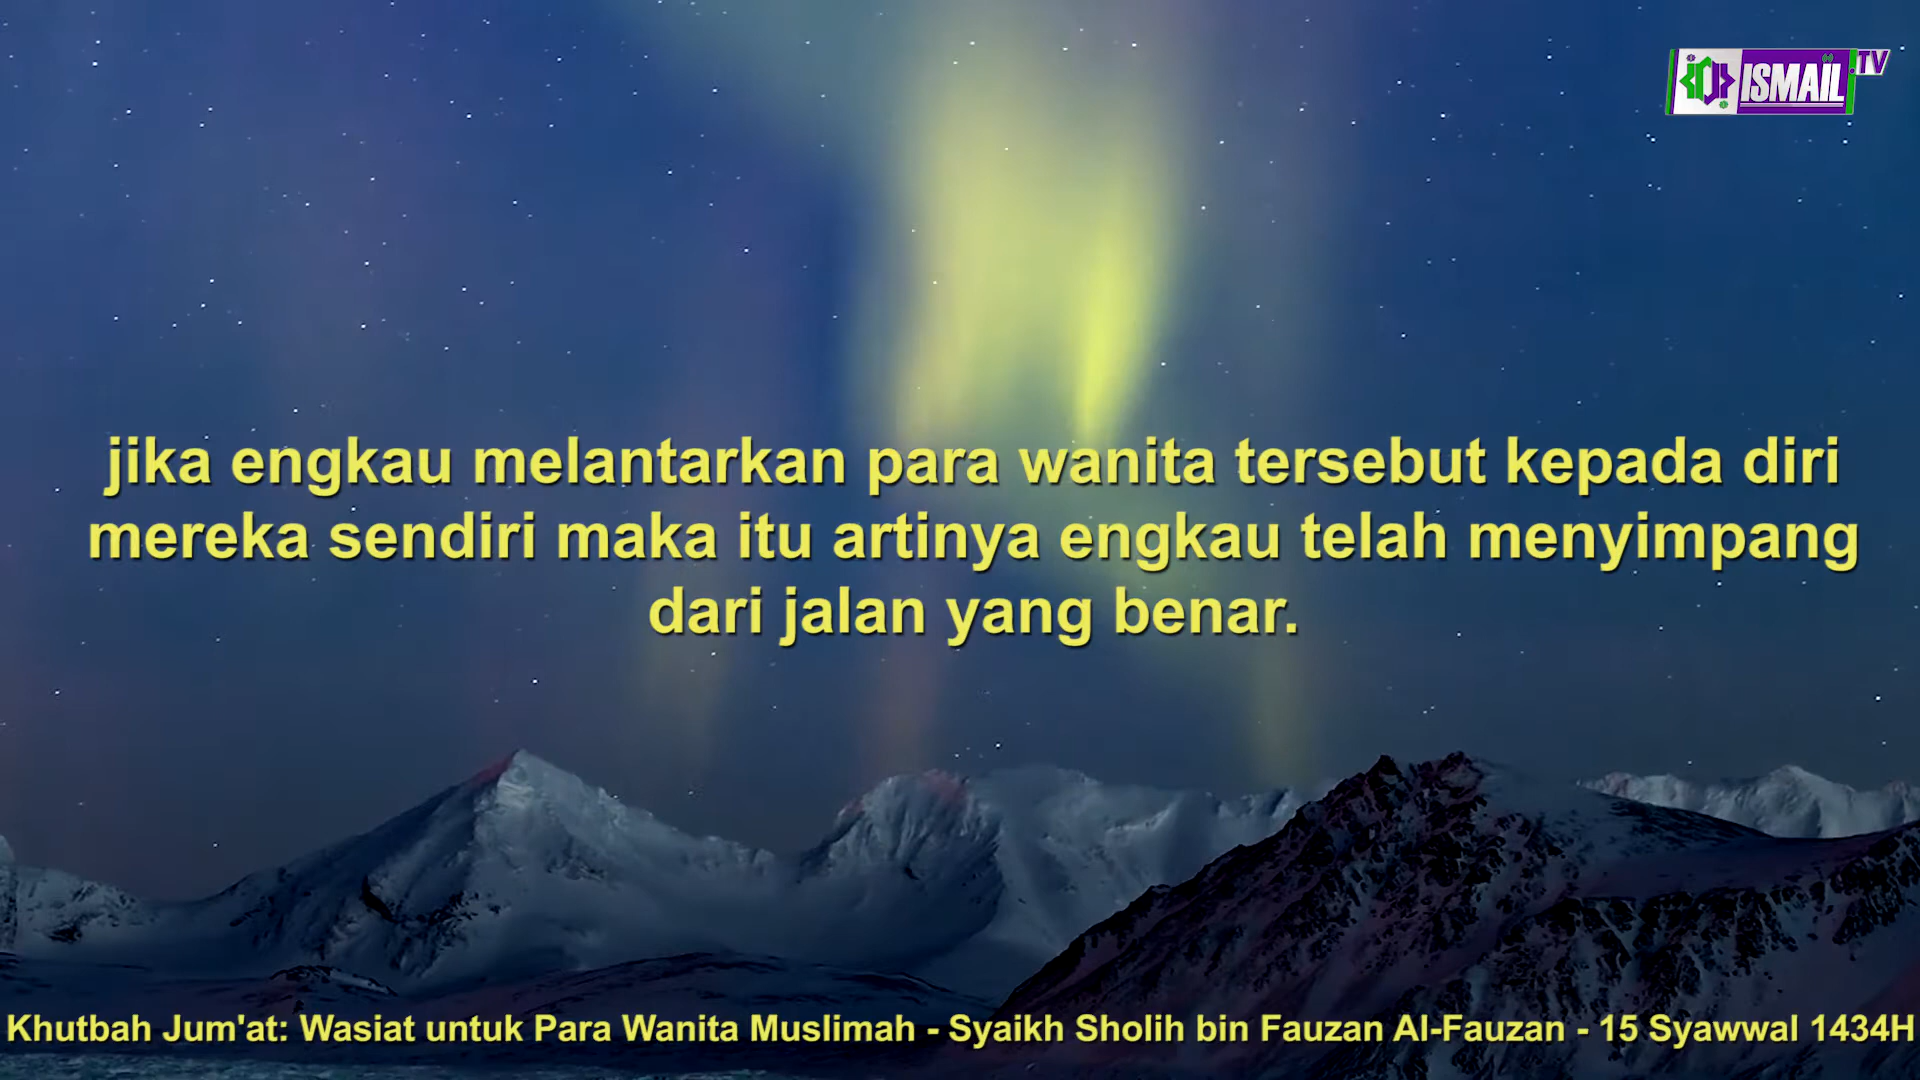 ISMAIL TV
jika engkau melantarkan para wanita tersebut kepada diri
mereka sendiri maka itu artinya engkau telah menyimpang
dari jalan yang benar.
Khutbah Jum'at: Wasiat untuk Para Wanita Muslimah - Syaikh Sholih bin Fauzan Al-Fauzan - 15 Syawwal 1434H